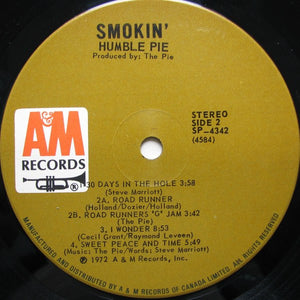 SMOKIN'
HUMBLE PIE
Produced by: The Pie
A&M
RECORDS
STEREO
SIDE 2
SP-4342
(4584)
1. 30 DAYS IN THE HOLE 3:58
(Steve Marriott)
2A. ROAD RUNNER
(Holland/Dozier/Holland)
2B. ROAD RUNNERS "G" JAM 3:42
(The Pie)
3. I WONDER 8:53
(Cecil Grant/Raymond Leveen)
4. SWEET PEACE AND TIME 5:49
(Music: The Pie/Words: Steve Marriott)
© 1972 A & M Records, Inc.
MANUFACTURED AND DISTRIBUTED BY A & M RECORDS OF CANADA LIMITED.